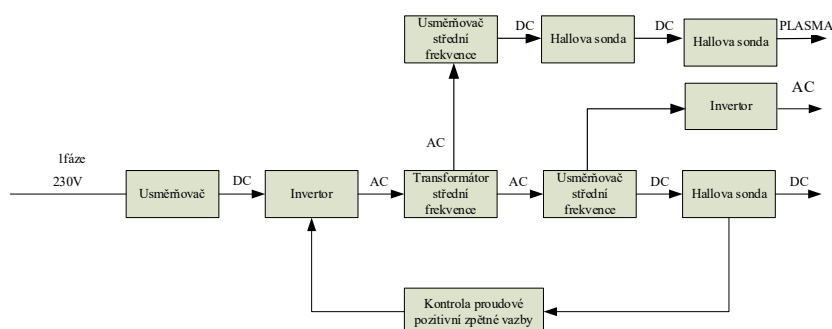 Usměrňovač
střední
frekvence
DC
Hallova sonda
DC
Hallova sonda
PLASMA
AC
Invertor
AC
1fáze
230V
Usměrňovač
DC
Invertor
AC
Transformátor
střední
frekvence
AC
Usměrňovač
střední
frekvence
DC
Hallova sonda
DC
Kontrola proudové
pozitivní zpětné vazby